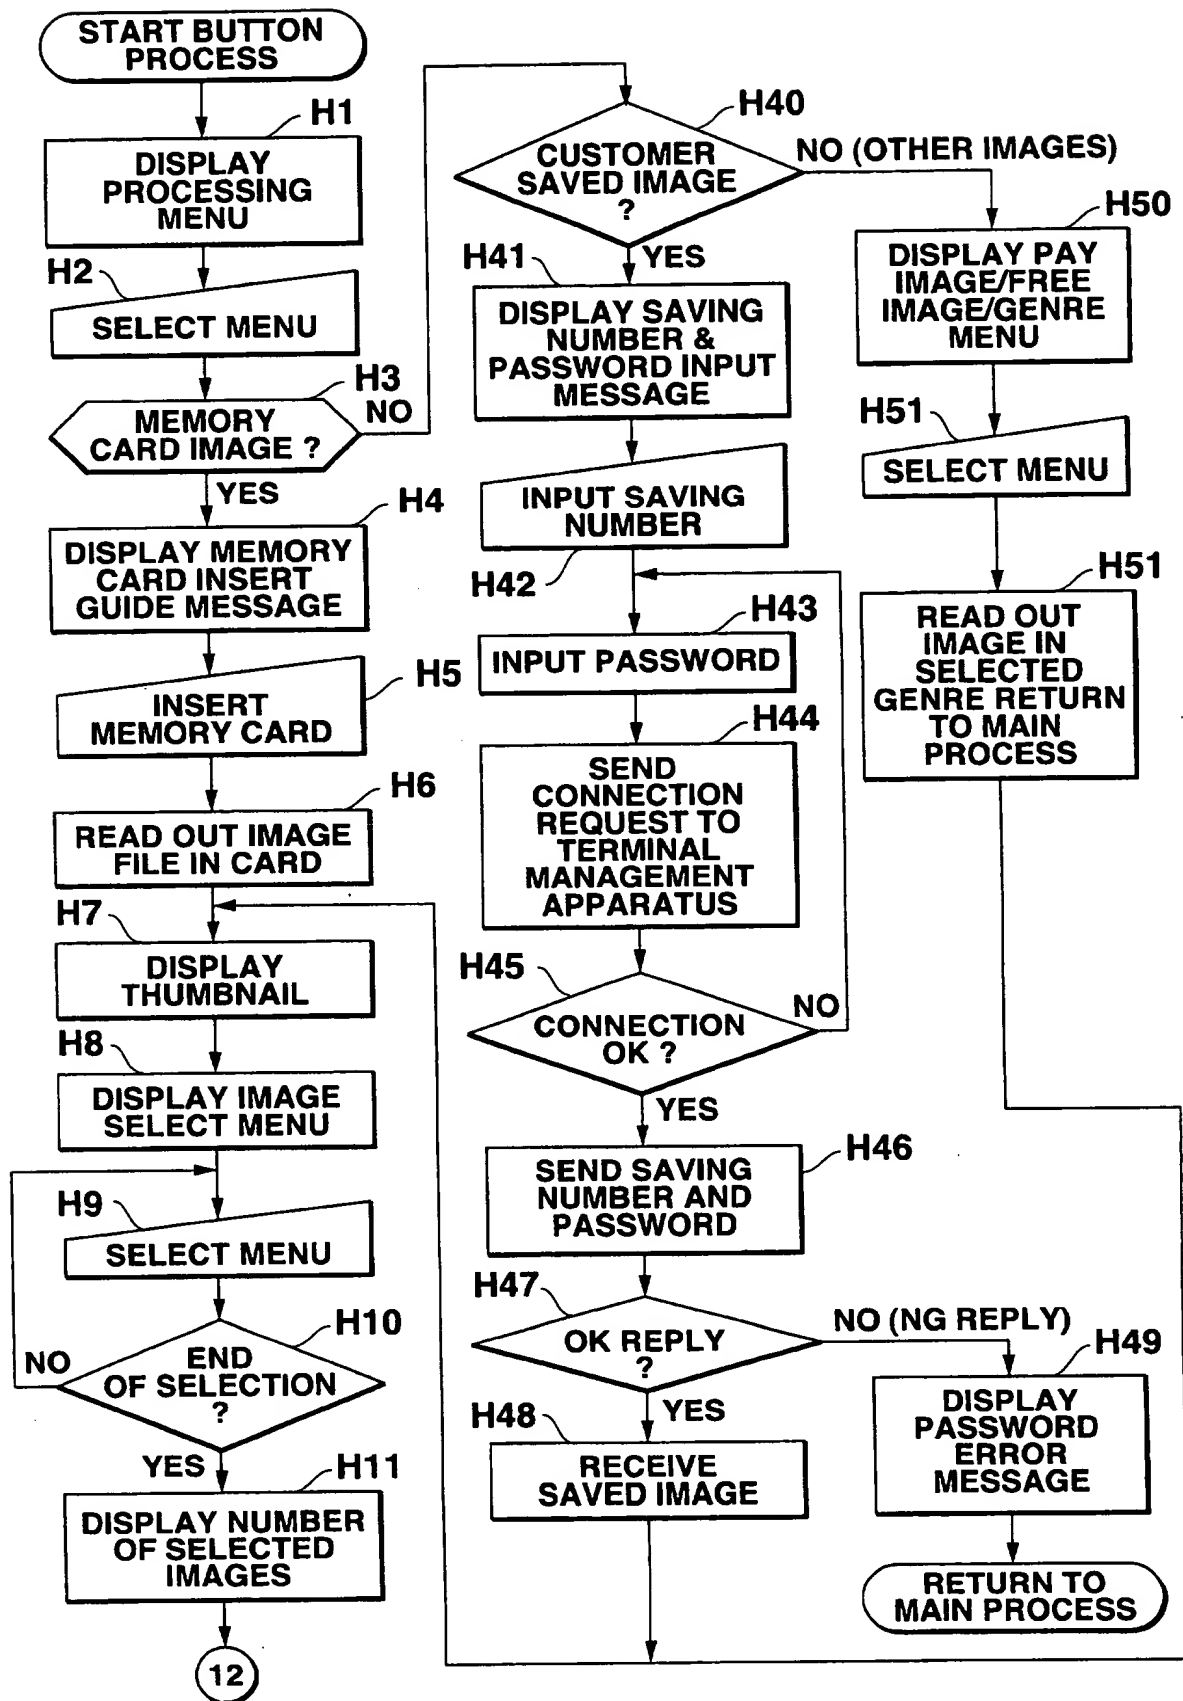 START BUTTON
PROCESS
H1
DISPLAY
PROCESSING
MENU
H2
SELECT MENU
H3
MEMORY
CARD IMAGE ?
NO
YES
H4
DISPLAY MEMORY
CARD INSERT
GUIDE MESSAGE
H5
INSERT
MEMORY CARD
H6
READ OUT IMAGE
FILE IN CARD
H7
DISPLAY
THUMBNAIL
H8
DISPLAY IMAGE
SELECT MENU
H9
SELECT MENU
H10
NO
END
OF SELECTION
?
YES
H11
DISPLAY NUMBER
OF SELECTED
IMAGES
12
H40
CUSTOMER
SAVED IMAGE
?
NO (OTHER IMAGES)
YES
H41
DISPLAY SAVING
NUMBER &
PASSWORD INPUT
MESSAGE
INPUT SAVING
NUMBER
H42
H43
INPUT PASSWORD
H44
SEND
CONNECTION
REQUEST TO
TERMINAL
MANAGEMENT
APPARATUS
H45
NO
CONNECTION
OK ?
YES
H46
SEND SAVING
NUMBER AND
PASSWORD
H47
OK REPLY
?
NO (NG REPLY)
YES
H48
RECEIVE
SAVED IMAGE
H49
DISPLAY
PASSWORD
ERROR
MESSAGE
RETURN TO
MAIN PROCESS
H50
DISPLAY PAY
IMAGE/FREE
IMAGE/GENRE
MENU
H51
SELECT MENU
H51
READ OUT
IMAGE IN
SELECTED
GENRE RETURN
TO MAIN
PROCESS